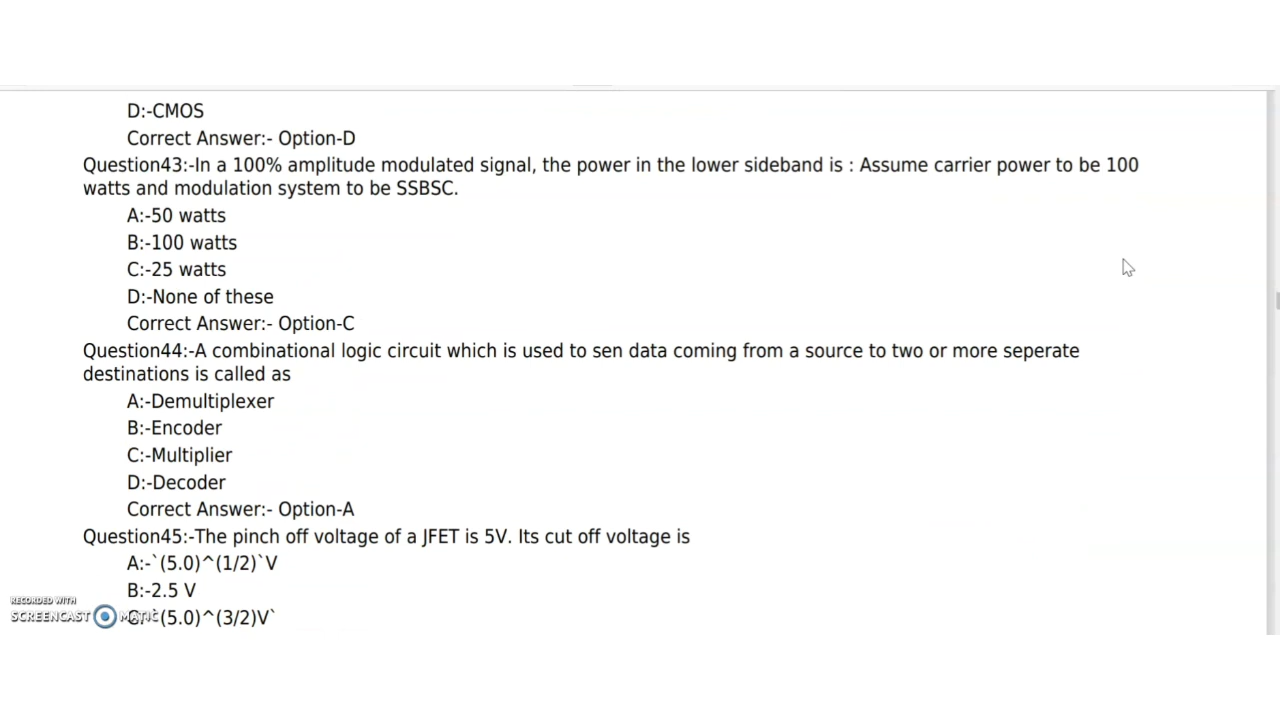 D:-CMOS
Correct Answer:- Option-D
Question43:-In a 100% amplitude modulated signal, the power in the lower sideband is : Assume carrier power to be 100
watts and modulation system to be SSBSC.
A:-50 watts
B:-100 watts
C:-25 watts
D:-None of these
Correct Answer:- Option-C
Question44:-A combinational logic circuit which is used to sen data coming from a source to two or more seperate
destinations is called as
A:-Demultiplexer
B:-Encoder
C:-Multiplier
D:-Decoder
Correct Answer:- Option-A
Question45:-The pinch off voltage of a JFET is 5V. Its cut off voltage is
A:-`(5.0)^(1/2)`V
B:-2.5 V
C:-`(5.0)^(3/2)V`
RECORDED WITH
SCREENCAST MATIC